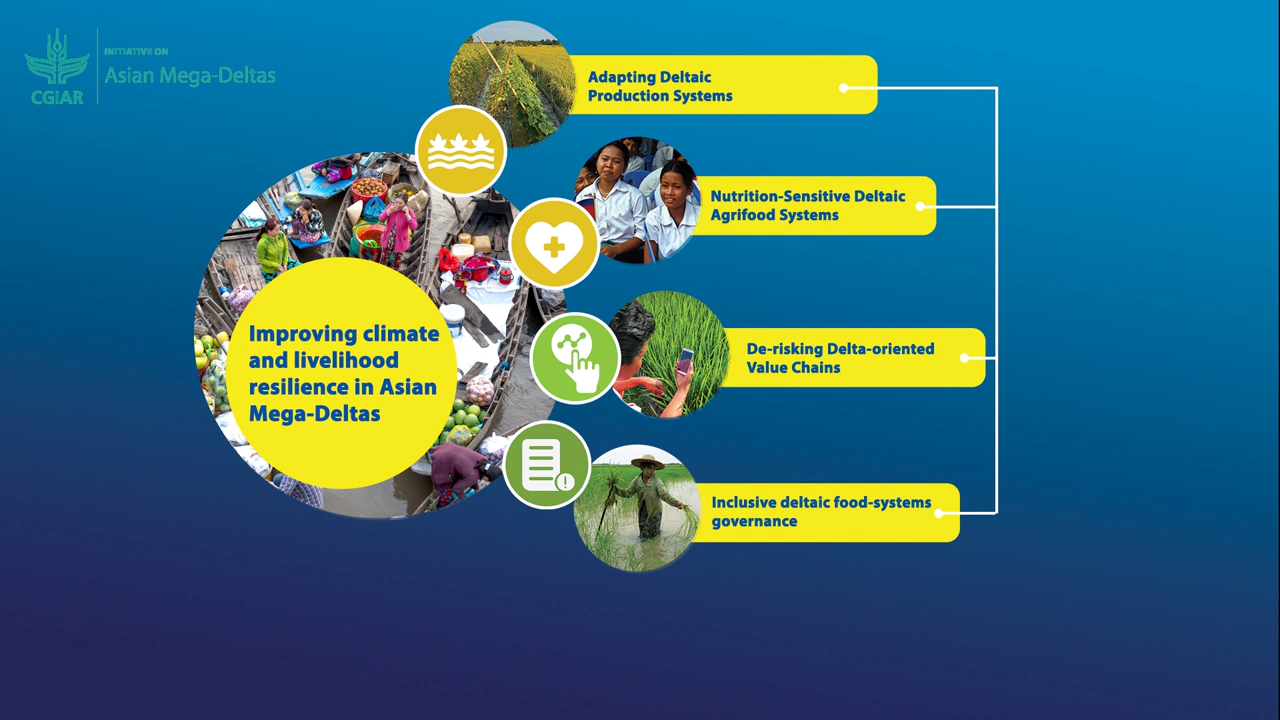 INITIATIVE ON
Asian Mega-Deltas
CGIAR
Adapting Deltaic
Production Systems
Nutrition-Sensitive Deltaic
Agrifood Systems
Improving climate
and livelihood
resilience in Asian
Mega-Deltas
De-risking Delta-oriented
Value Chains
Inclusive deltaic food-systems
governance